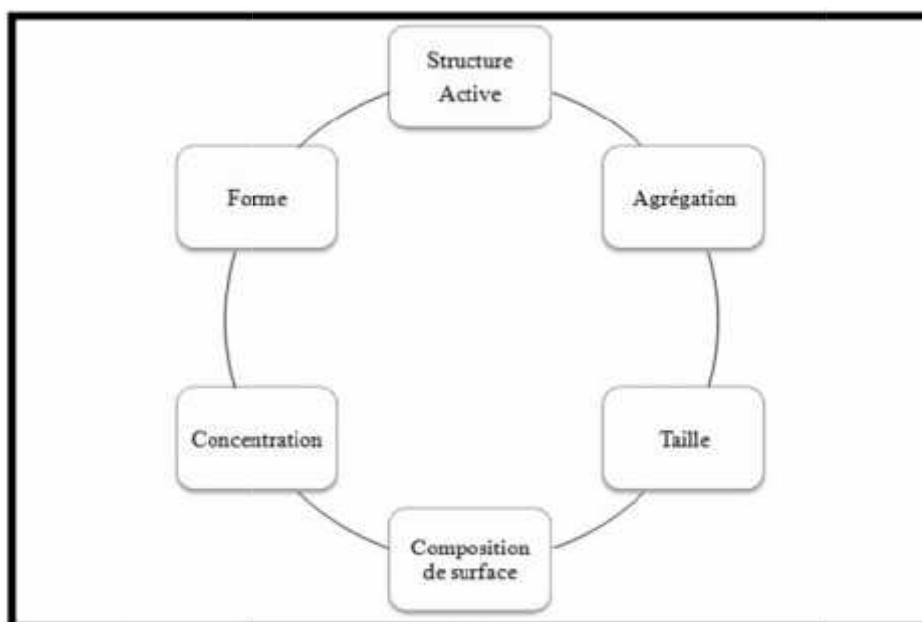 Structure
Active
Forme
Agrégation
Concentration
Taille
Composition
de surface